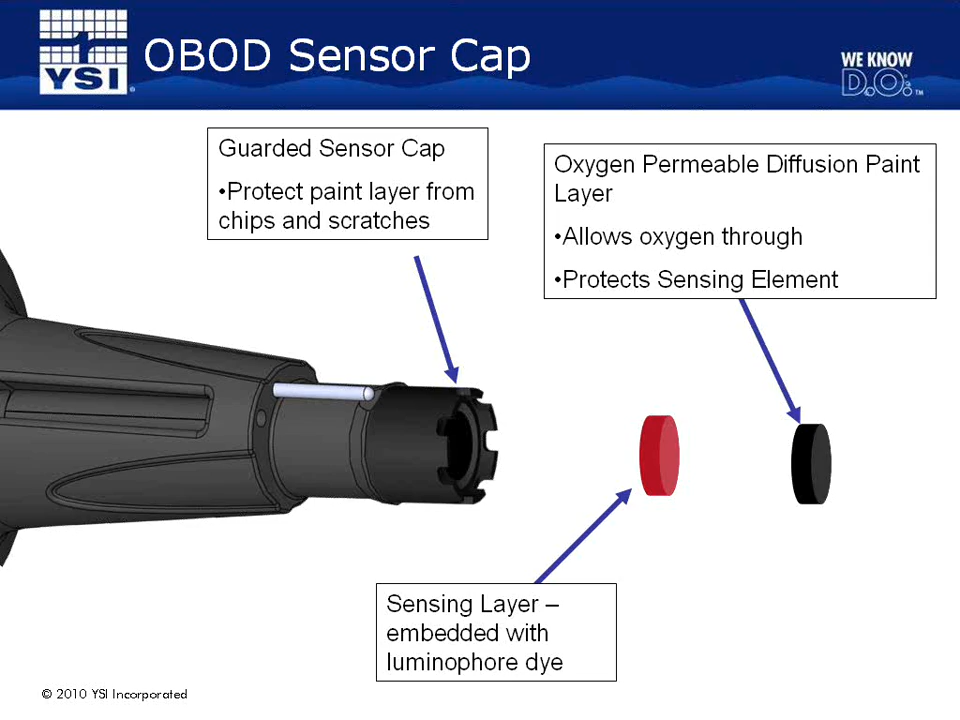 YSI
OBOD Sensor Cap
WE KNOW
D.O.™
Guarded Sensor Cap
•Protect paint layer from
chips and scratches
Oxygen Permeable Diffusion Paint
Layer
•Allows oxygen through
•Protects Sensing Element
Sensing Layer –
embedded with
luminophore dye
© 2010 YSI Incorporated